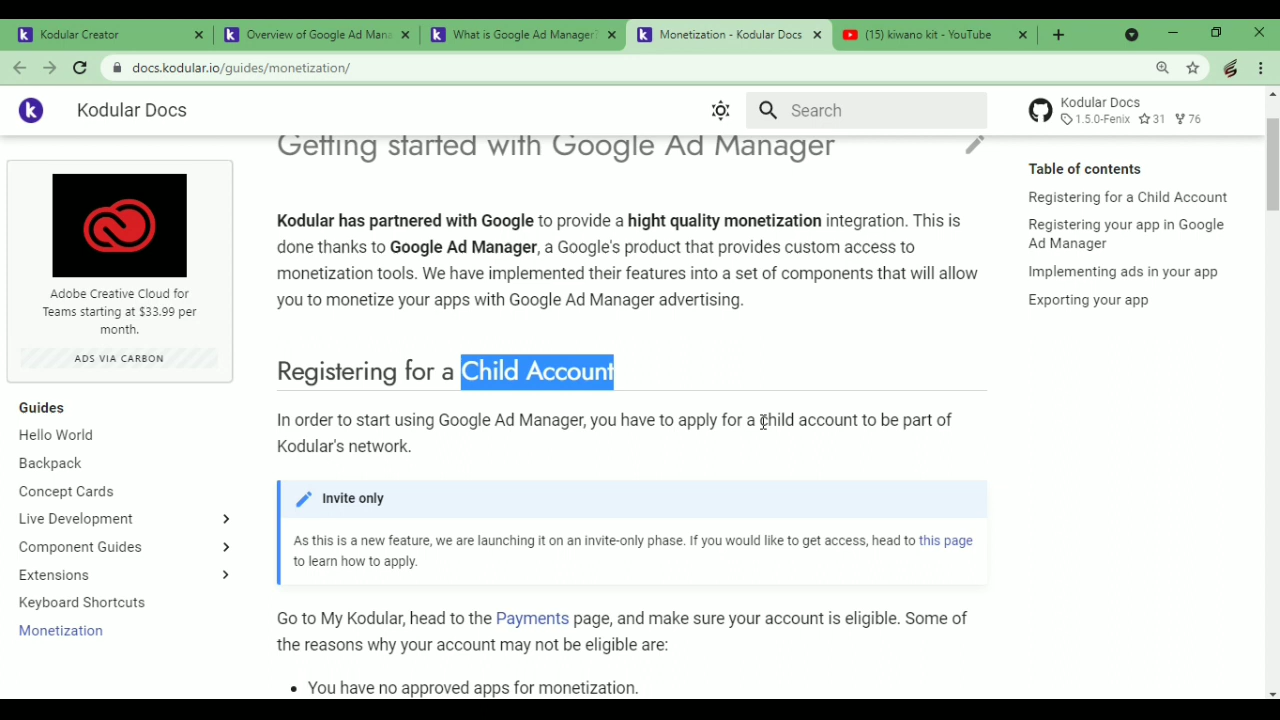 Kodular Creator
Overview of Google Ad Mana
What is Google Ad Manager?
Monetization - Kodular Docs
(15) kiwano kit - YouTube
docs.kodular.io/guides/monetization/
Kodular Docs
Search
Kodular Docs
1.5.0-Fenix 31 76
Getting started with Google Ad Manager
Kodular has partnered with Google to provide a hight quality monetization integration. This is
done thanks to Google Ad Manager, a Google's product that provides custom access to
monetization tools. We have implemented their features into a set of components that will allow
you to monetize your apps with Google Ad Manager advertising.
Registering for a Child Account
In order to start using Google Ad Manager, you have to apply for a child account to be part of
Kodular's network.
Invite only
As this is a new feature, we are launching it on an invite-only phase. If you would like to get access, head to this page
to learn how to apply.
Go to My Kodular, head to the Payments page, and make sure your account is eligible. Some of
the reasons why your account may not be eligible are:
• You have no approved apps for monetization.
Adobe Creative Cloud for
Teams starting at $33.99 per
month.
ADS VIA CARBON
Guides
Hello World
Backpack
Concept Cards
Live Development
Component Guides
Extensions
Keyboard Shortcuts
Monetization
Table of contents
Registering for a Child Account
Registering your app in Google
Ad Manager
Implementing ads in your app
Exporting your app